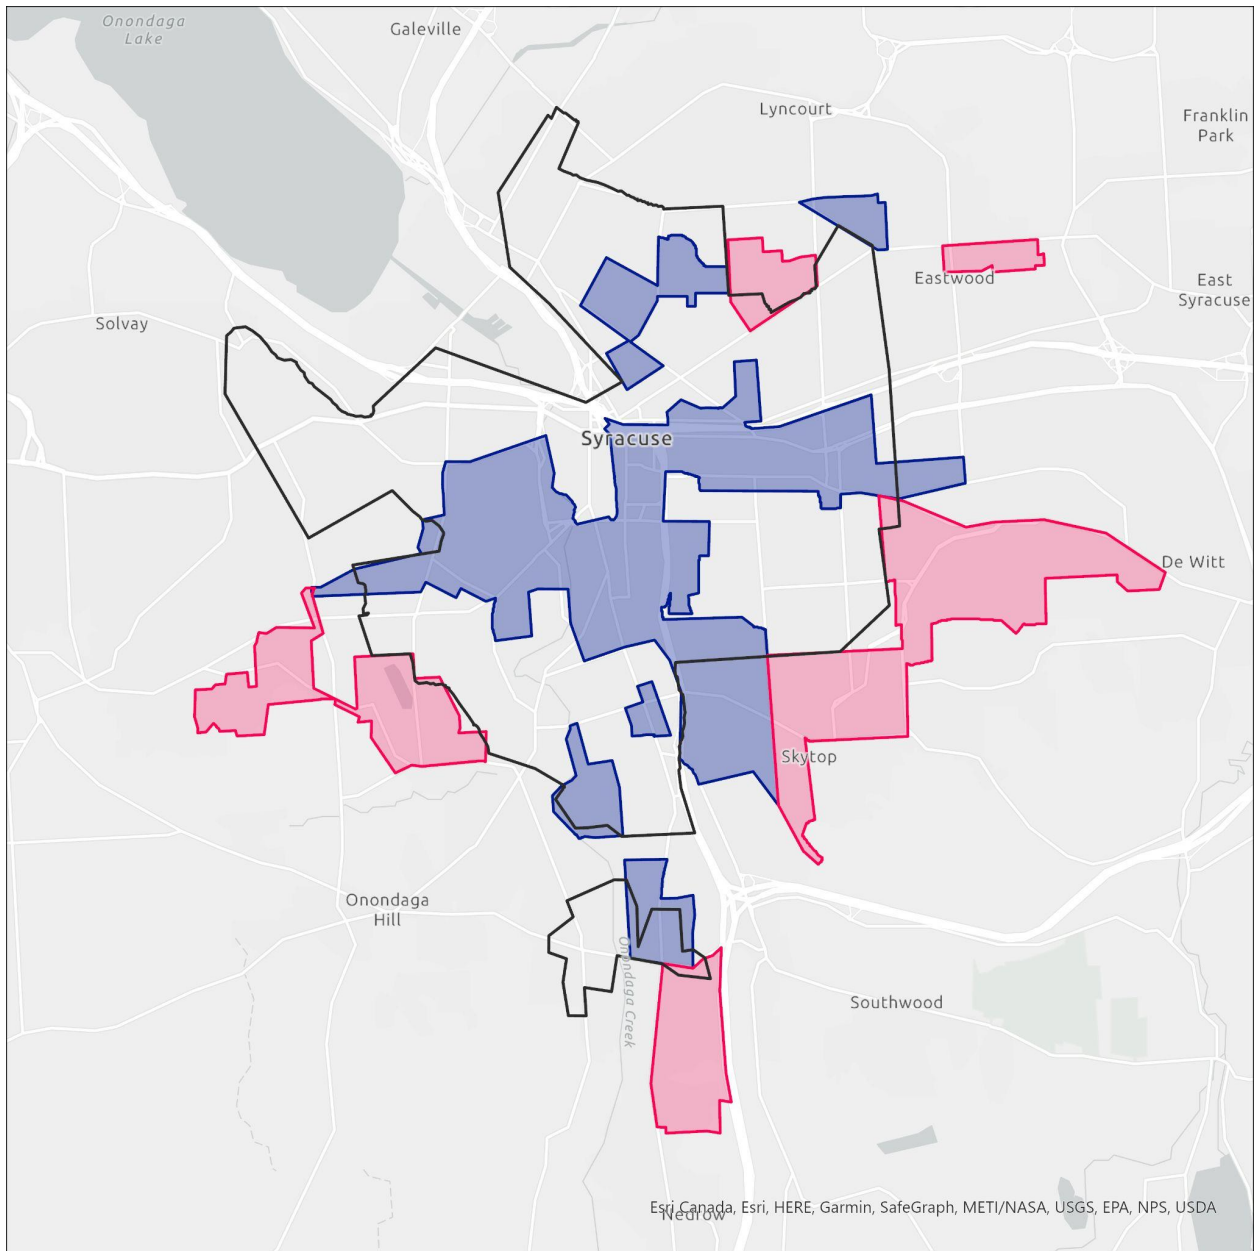 Onondaga
Lake
Galeville
Lyncourt
Franklin
Park
Eastwood
East
Syracuse
Solvay
Syracuse
De Witt
Skytop
Onondaga
Hill
Onondaga Creek
Southwood
Esri Canada, Esri, HERE, Garmin, SafeGraph, METI/NASA, USGS, EPA, NPS, USDA
Nedrow